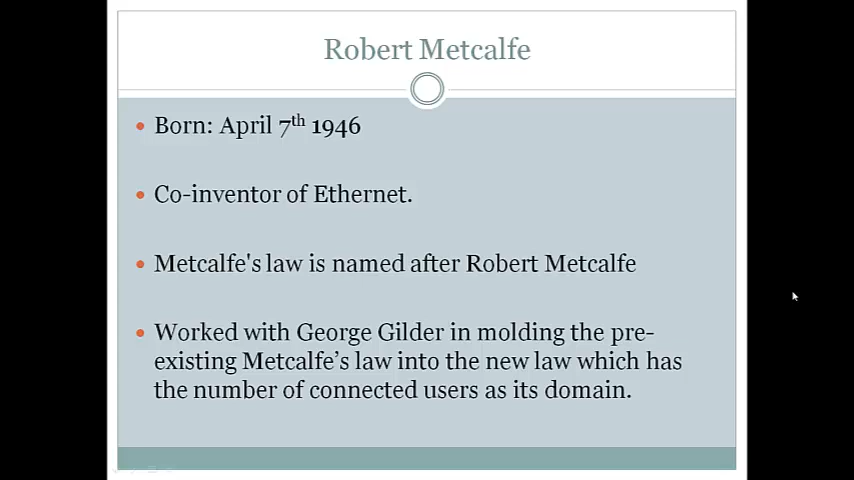 Robert Metcalfe
Born: April 7th 1946
Co-inventor of Ethernet.
Metcalfe's law is named after Robert Metcalfe
Worked with George Gilder in molding the pre-
existing Metcalfe’s law into the new law which has
the number of connected users as its domain.